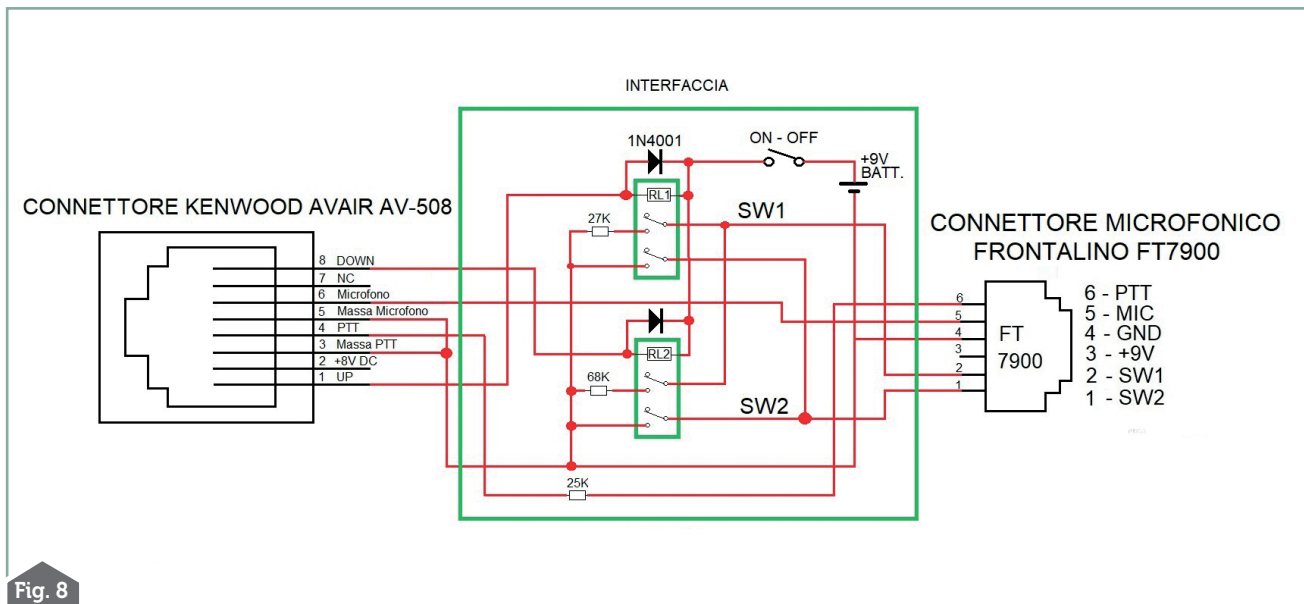 INTERFACCIA
1N4001
ON - OFF
+9V
BATT.
RL1
SW1
27K
CONNETTORE KENWOOD AVAIR AV-508
8 DOWN
7 NC
6 Microfono
5 Massa Microfono
4 PTT
3 Massa PTT
2 +8V DC
1 UP
RL2
68K
SW2
25K
CONNETTORE MICROFONICO
FRONTALINO FT7900
6
5
4
3
2
1
FT
7900
6 - PTT
5 - MIC
4 - GND
3 - +9V
2 - SW1
1 - SW2
Fig. 8